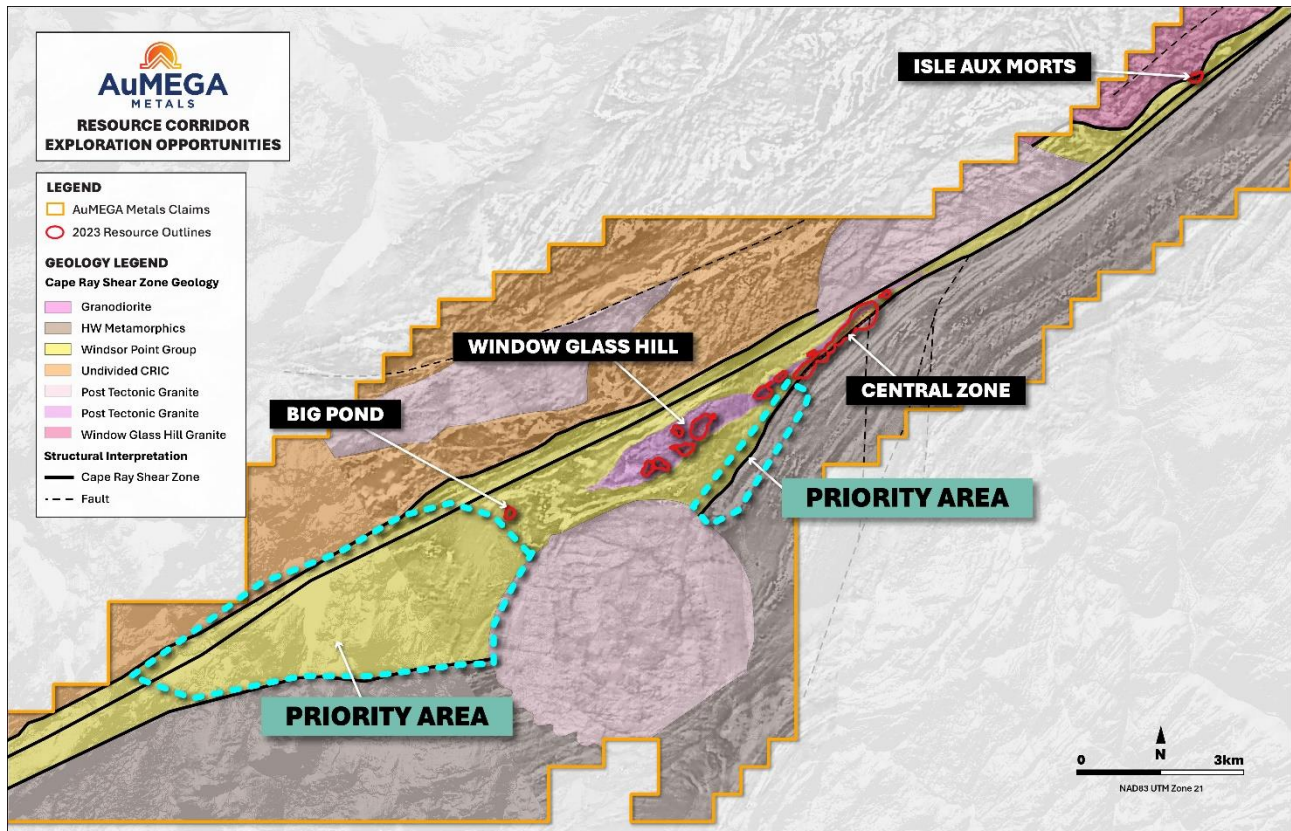 AuMEGA
METALS
RESOURCE CORRIDOR
EXPLORATION OPPORTUNITIES
LEGEND
AuMEGA Metals Claims
2023 Resource Outlines
GEOLOGY LEGEND
Cape Ray Shear Zone Geology
Granodiorite
HW Metamorphics
Windsor Point Group
Undivided CRIC
Post Tectonic Granite
Post Tectonic Granite
Window Glass Hill Granite
Structural Interpretation
Cape Ray Shear Zone
Fault
ISLE AUX MORTS
WINDOW GLASS HILL
CENTRAL ZONE
BIG POND
PRIORITY AREA
PRIORITY AREA
N
0 3km
NAD83 UTM Zone 21